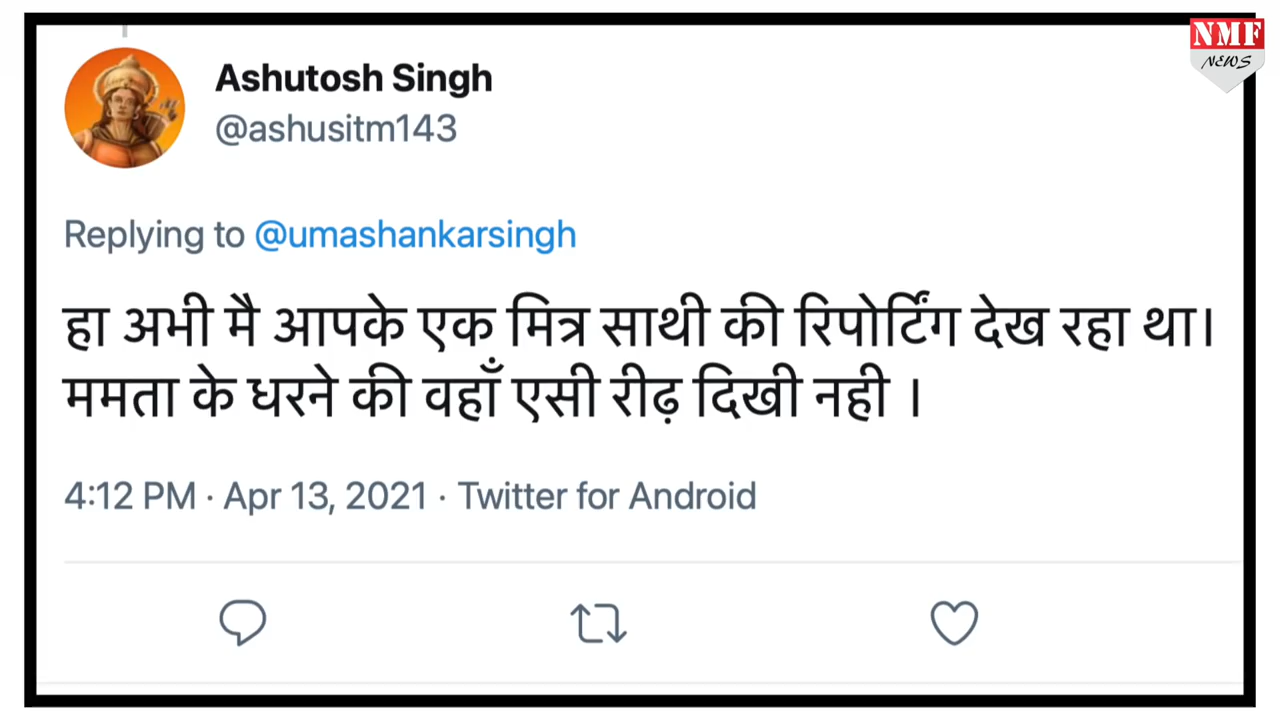 NMF
NEWS
Ashutosh Singh
@ashusitm143
Replying to @umashankarsingh
हा अभी मै आपके एक मित्र साथी की रिपोर्टिंग देख रहा था।
ममता के धरने की वहाँ एसी रीढ़ दिखी नही ।
4:12 PM · Apr 13, 2021 · Twitter for Android